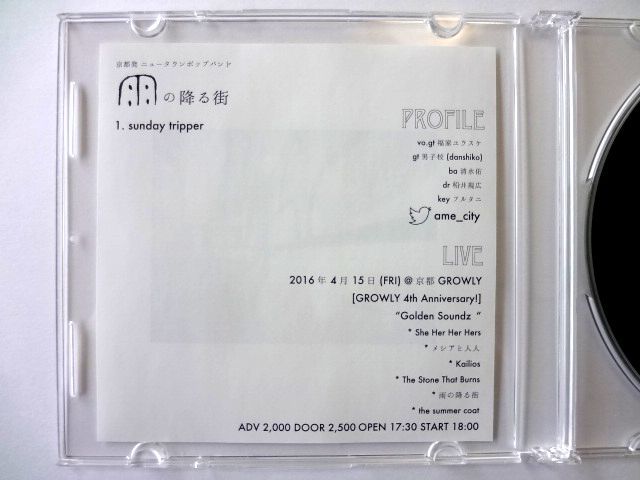 京都発 ニュータウンポップバンド
雨の降る街
1. sunday tripper
PROFILE
vo.gt 福家ユウスケ
gt 男子校 (danshiko)
ba 清水佑
dr 船井観広
key フルタニ
ame_city
LIVE
2016 年 4 月 15 日 (FRI) @ 京都 GROWLY
[GROWLY 4th Anniversary!]
“Golden Soundz ”
* She Her Her Hers
* メシアと人人
* Kailios
* The Stone That Burns
* 雨の降る街
* the summer coat
ADV 2,000 DOOR 2,500 OPEN 17:30 START 18:00